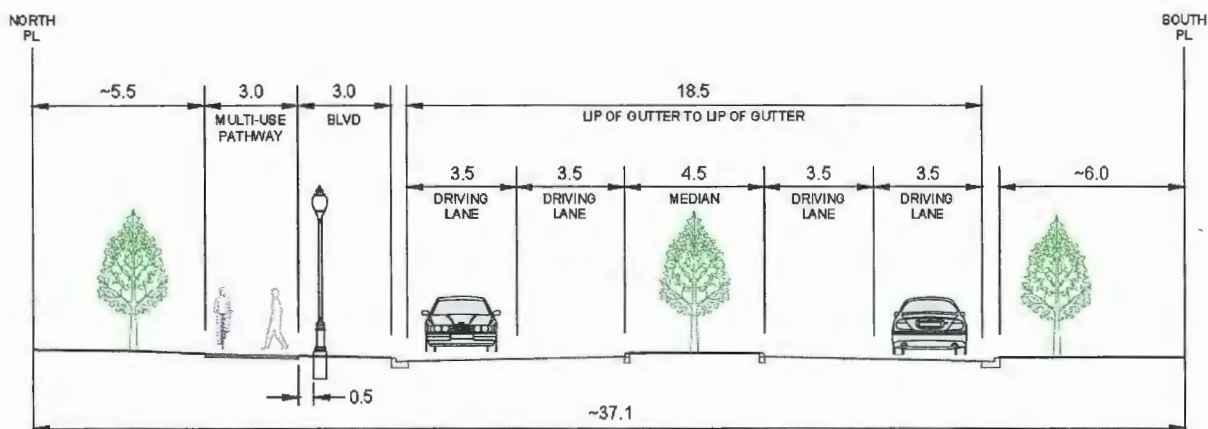 NORTH
PL
SOUTH
PL
~5.5
3.0
3.0
18.5
MULTI-USE
PATHWAY
BLVD
LIP OF GUTTER TO LIP OF GUTTER
3.5
3.5
4.5
3.5
3.5
~6.0
DRIVING
LANE
DRIVING
LANE
MEDIAN
DRIVING
LANE
DRIVING
LANE
0.5
~37.1